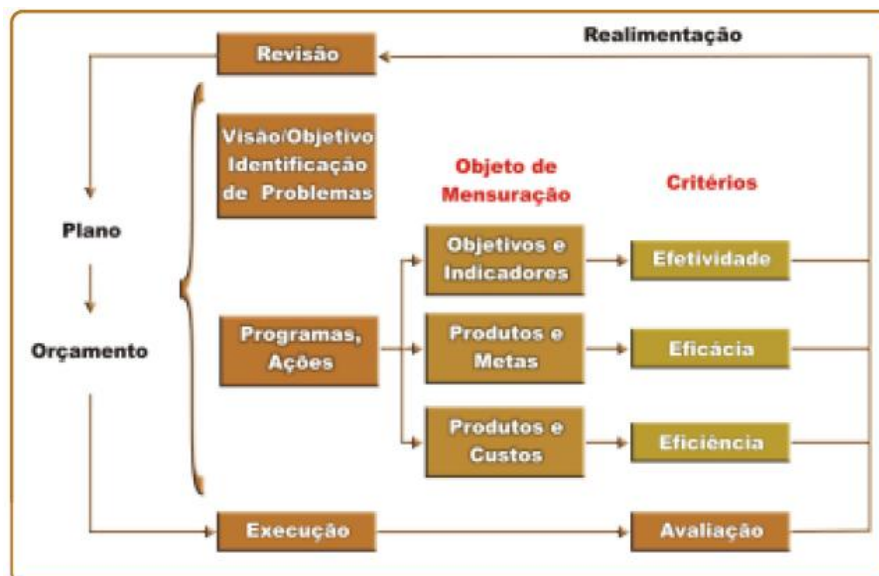 Realimentação
Revisão
Visão/Objetivo
Identificação
de Problemas
Objeto de
Mensuração
Critérios
Plano
Objetivos e
Indicadores
Efetividade
Orçamento
Programas,
Ações
Produtos e
Metas
Eficácia
Produtos e
Custos
Eficiência
Execução
Avaliação